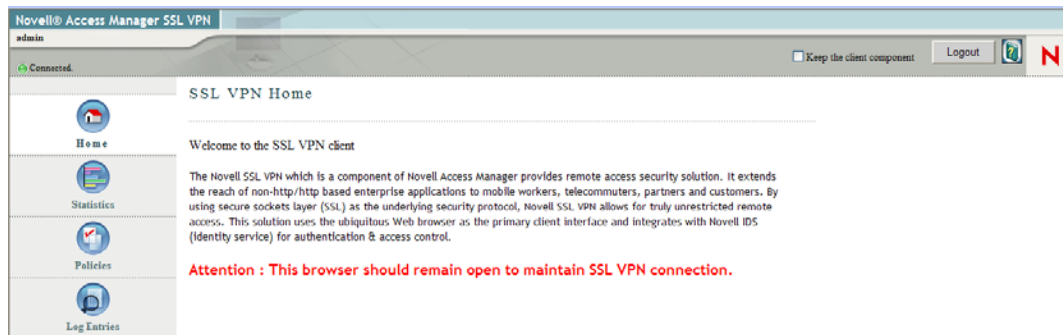 Novell® Access Manager SSL VPN
admin
Connected.
Keep the client component
Logout
?
N
Home
Statistics
Policies
Log Entries
SSL VPN Home
Welcome to the SSL VPN client
The Novell SSL VPN which is a component of Novell Access Manager provides remote access security solution. It extends
the reach of non-http/http based enterprise applications to mobile workers, telecommuters, partners and customers. By
using secure sockets layer (SSL) as the underlying security protocol, Novell SSL VPN allows for truly unrestricted remote
access. This solution uses the ubiquitous Web browser as the primary client interface and integrates with Novell IDS
(identity service) for authentication & access control.
Attention : This browser should remain open to maintain SSL VPN connection.